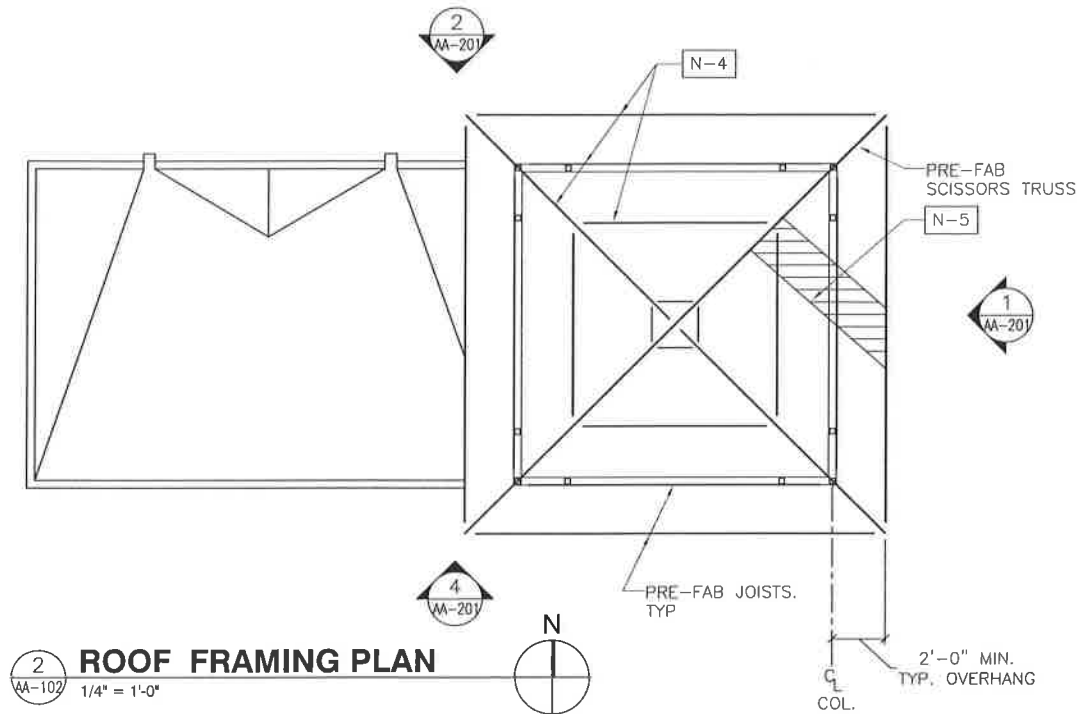 2
AA-201
N-4
PRE-FAB
SCISSORS TRUSS
N-5
1
AA-201
4
AA-201
PRE-FAB JOISTS.
TYP
N
2
AA-102
ROOF FRAMING PLAN
1/4" = 1'-0"
2'-0" MIN.
TYP. OVERHANG
CL
COL.